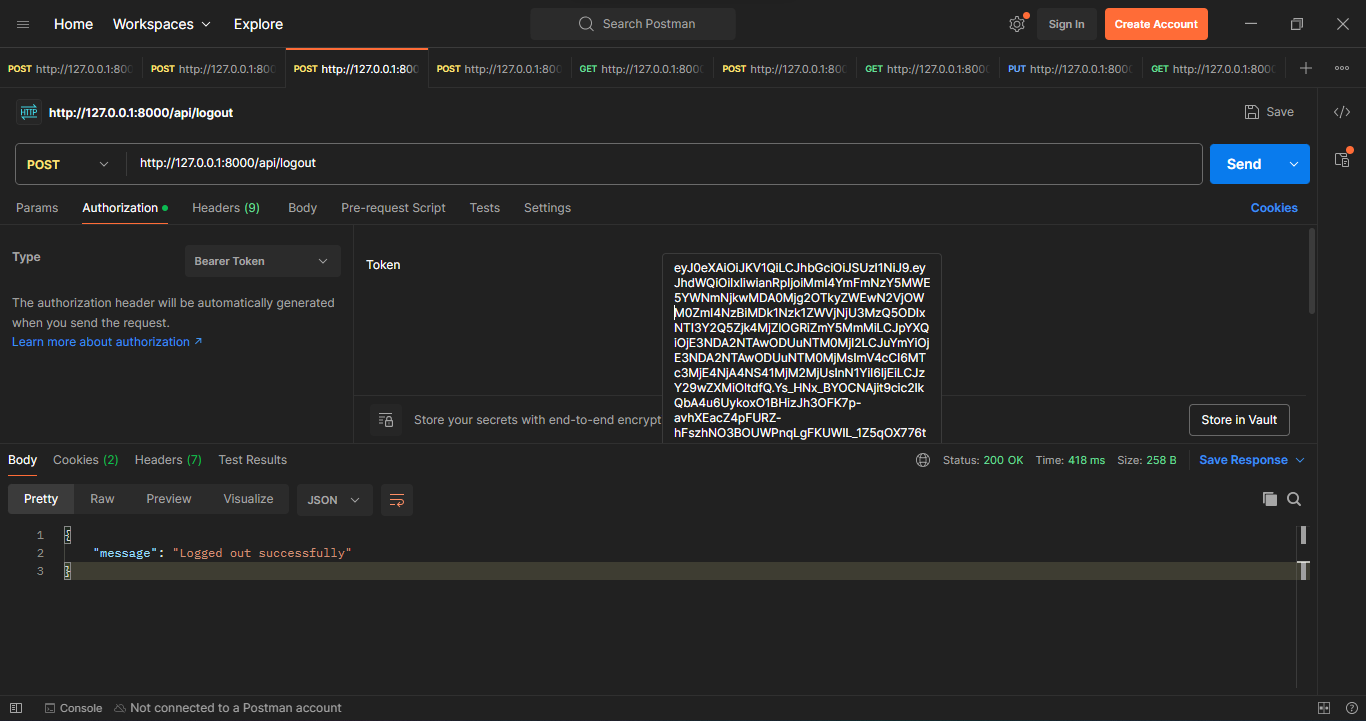 Home Workspaces Explore Search Postman Sign In Create Account
POST http://127.0.0.1:800 POST http://127.0.0.1:800 POST http://127.0.0.1:800 POST http://127.0.0.1:800 GET http://127.0.0.1:800 POST http://127.0.0.1:800 GET http://127.0.0.1:800 PUT http://127.0.0.1:800 GET http://127.0.0.1:800
HTTP http://127.0.0.1:8000/api/logout Save
POST http://127.0.0.1:8000/api/logout Send
Params Authorization Headers (9) Body Pre-request Script Tests Settings Cookies
Type Bearer Token
The authorization header will be automatically generated
when you send the request.
Learn more about authorization ↗
Token
Store your secrets with end-to-end encrypt
Store in Vault
Body Cookies (2) Headers (7) Test Results Status: 200 OK Time: 418 ms Size: 258 B Save Response
Pretty Raw Preview Visualize JSON
1 {
2 "message": "Logged out successfully"
3 }
Console Not connected to a Postman account